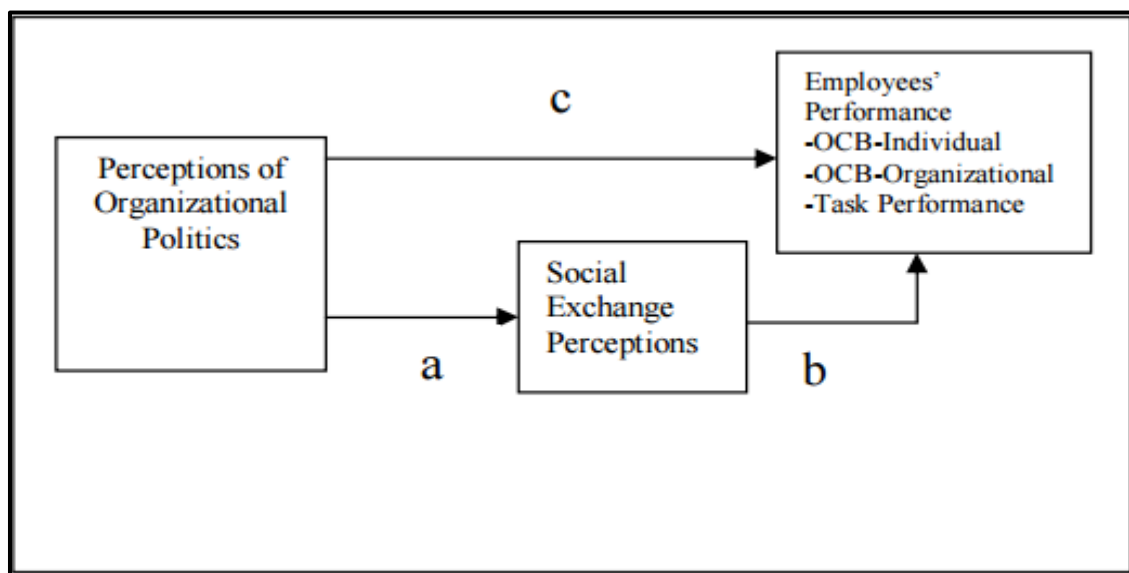 c
Perceptions of
Organizational
Politics
Employees'
Performance
-OCB-Individual
-OCB-Organizational
-Task Performance
Social
Exchange
Perceptions
a
b